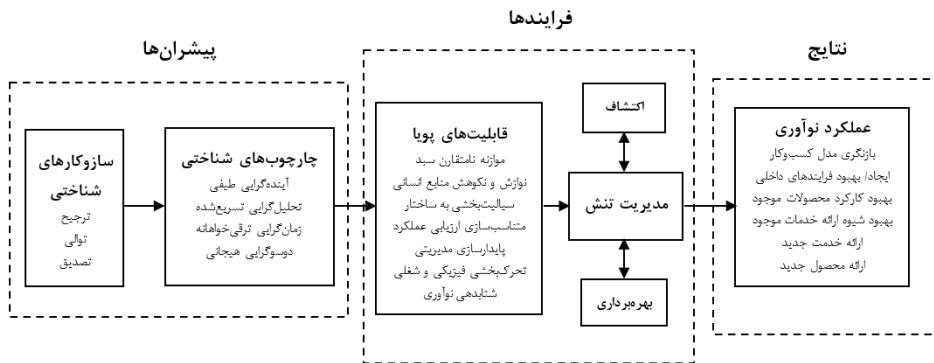 پیشران‌ها
سازوکارهای
شناختی
ترجیح
توالی
تصدیق
چارچوب‌های شناختی
آینده‌گرایی طیفی
تحلیل‌گرایی تسریع‌شده
زمان‌گرایی ترقی‌خواهانه
دوسوگرایی هیجانی
فرایندها
قابلیت‌های پویا
موازنه نامتقارن سبد
نوازش و نکوهش منابع انسانی
سیالیت‌بخشی به ساختار
متناسب‌سازی ارزیابی عملکرد
پایدارسازی مدیریتی
تحرک‌بخشی فیزیکی و شغلی
شتابدهی نوآوری
اکتشاف
مدیریت تنش
بهره‌برداری
نتایج
عملکرد نوآوری
بازنگری مدل کسب‌وکار
ایجاد/ بهبود فرایندهای داخلی
بهبود کارکرد محصولات موجود
بهبود شیوه ارائه خدمات موجود
ارائه خدمت جدید
ارائه محصول جدید